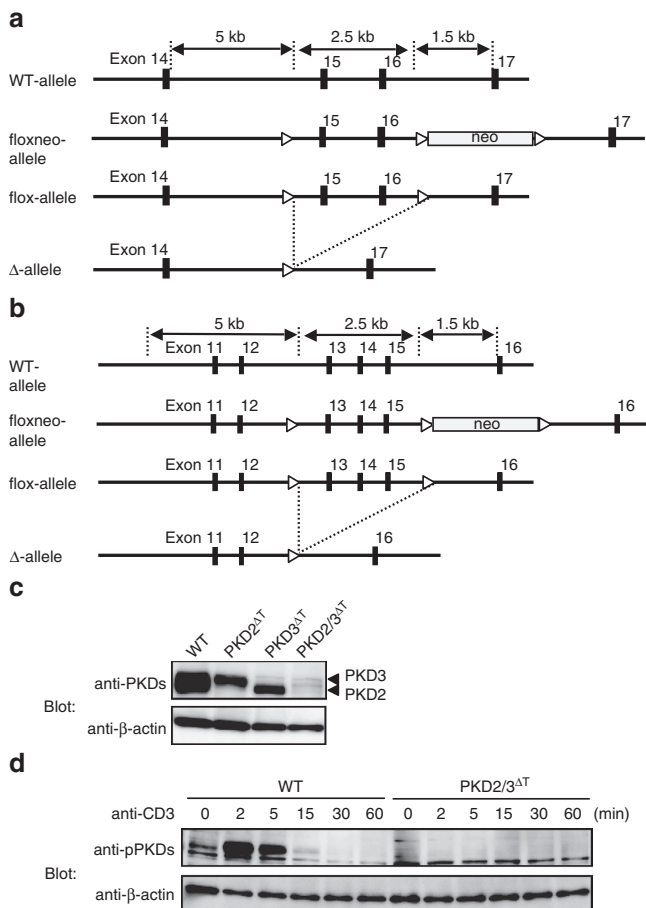 a
5 kb 2.5 kb 1.5 kb
Exon 14 15 16 17
WT-allele
Exon 14 15 16 17
floxneo-
allele
neo
Exon 14 15 16 17
flox-allele
Exon 14 17
Δ-allele
b
5 kb 2.5 kb 1.5 kb
Exon 11 12 13 14 15 16
WT-
allele
Exon 11 12 13 14 15 16
floxneo-
allele
neo
Exon 11 12 13 14 15 16
flox-allele
Exon 11 12 16
Δ-allele
c
WT PKD2ΔT PKD3ΔT PKD2/3ΔT
anti-PKDs
PKD3
PKD2
Blot:
anti-β-actin
d
WT PKD2/3ΔT
anti-CD3 0 2 5 15 30 60 0 2 5 15 30 60 (min)
anti-pPKDs
Blot:
anti-β-actin